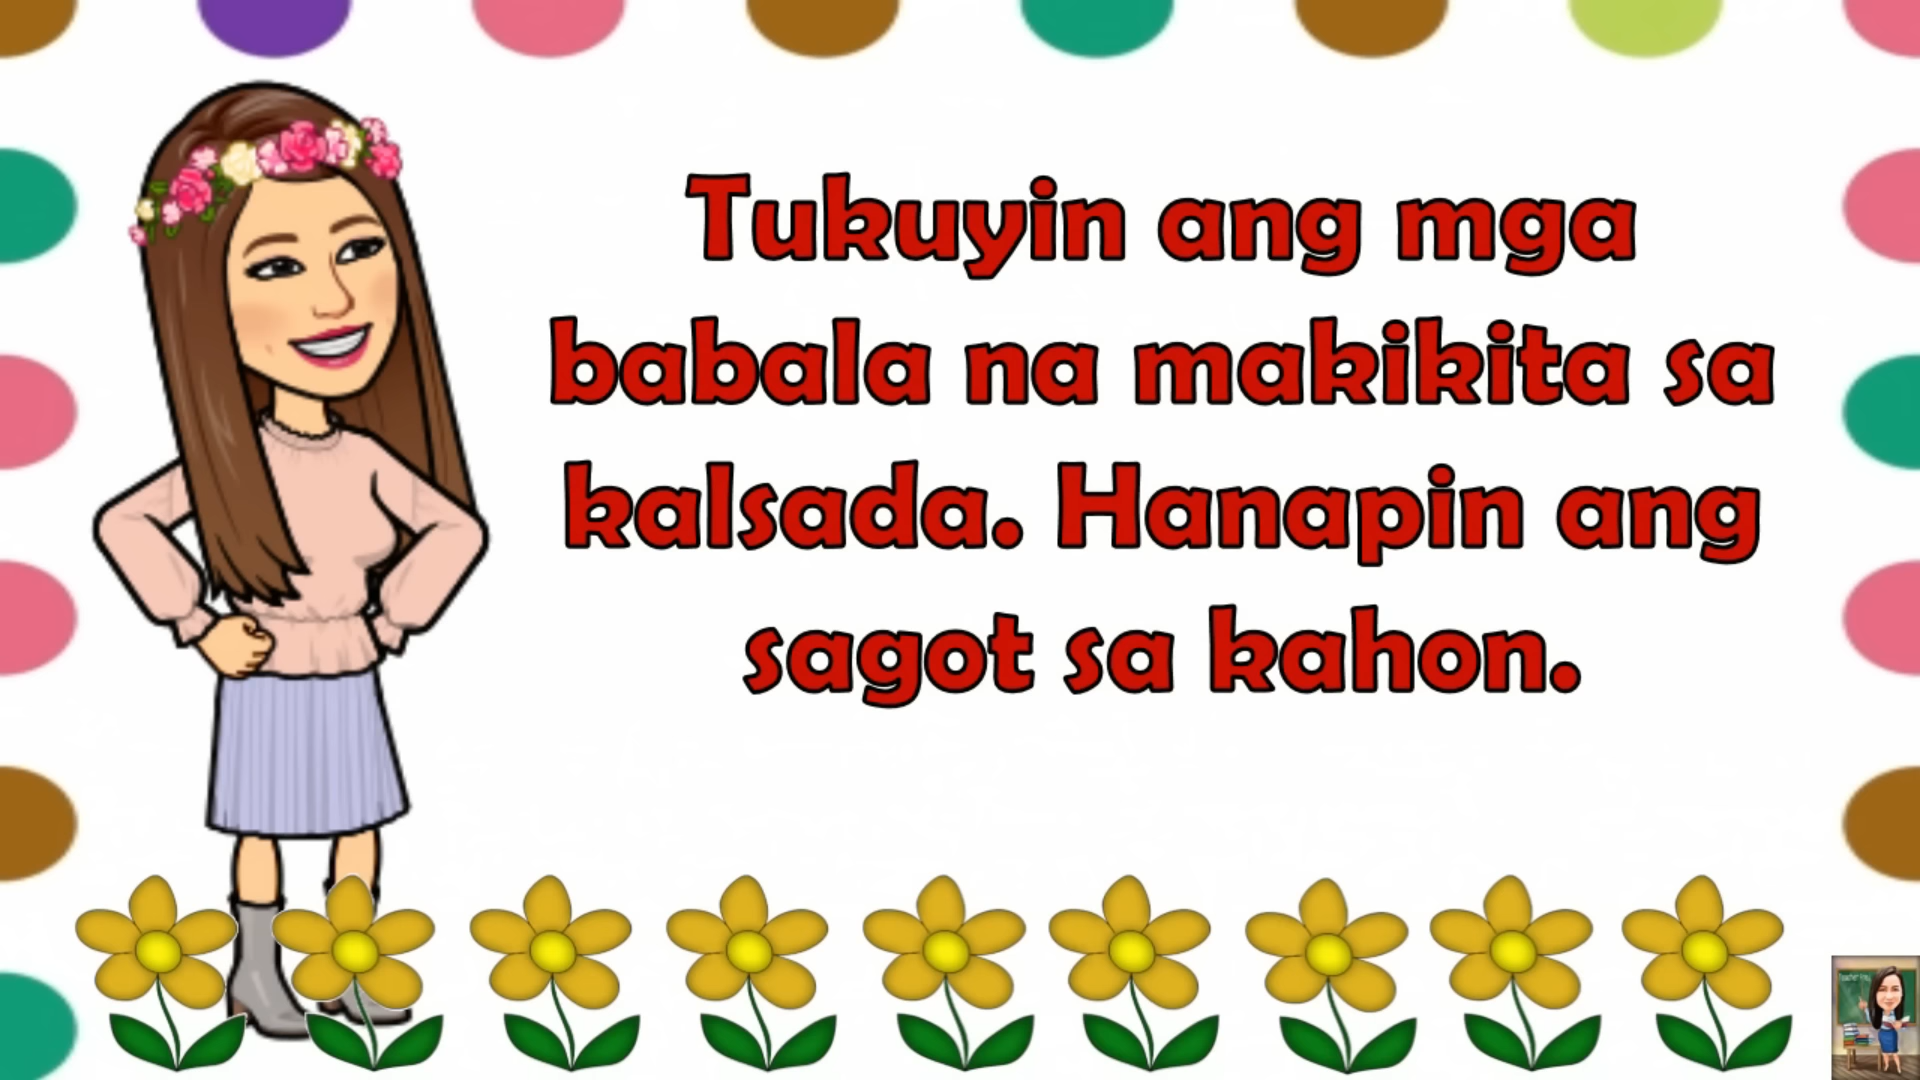 Tukuyin ang mga
babala na makikita sa
kalsada. Hanapin ang
sagot sa kahon.